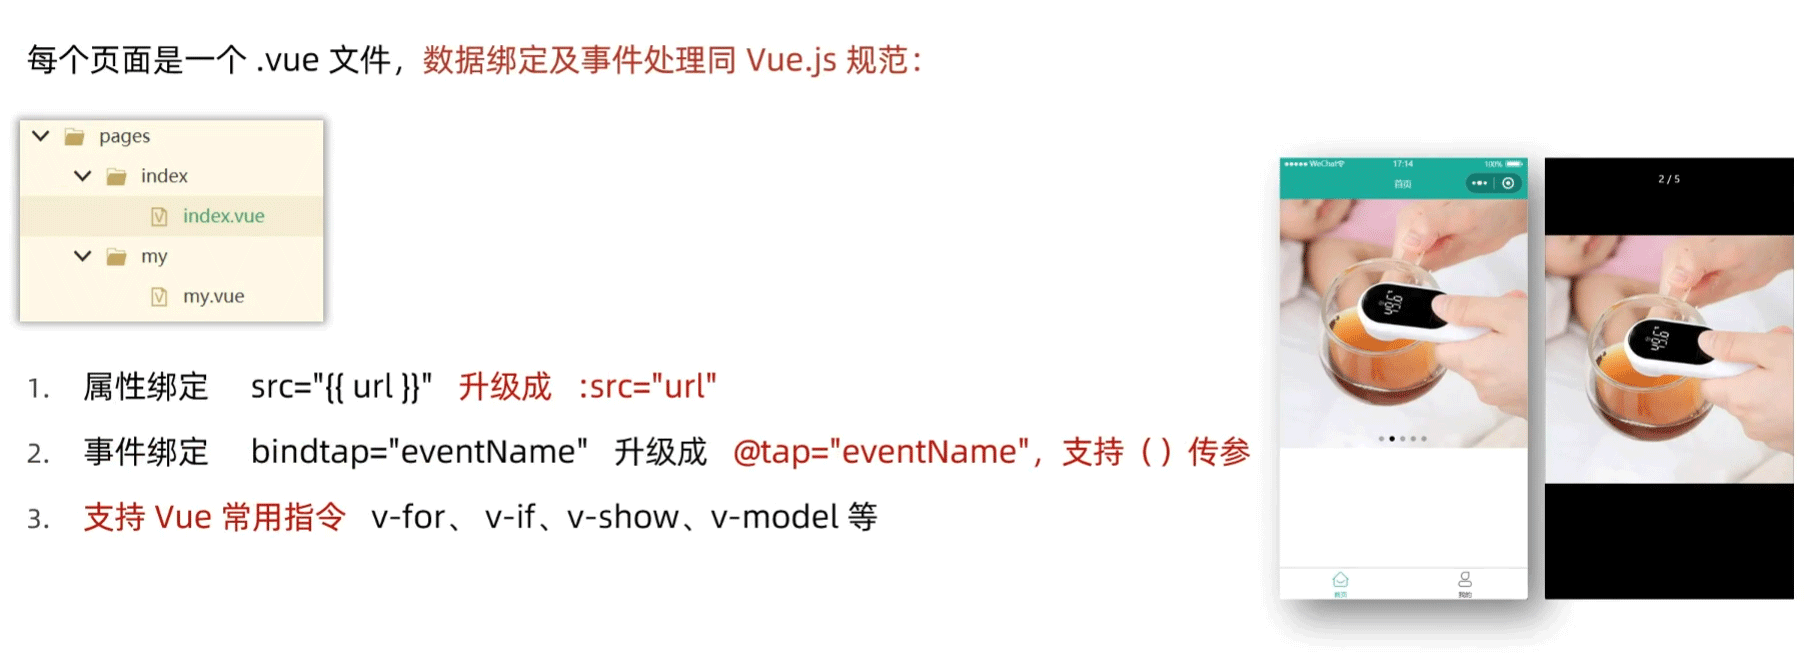 每个页面是一个 .vue 文件，数据绑定及事件处理同 Vue.js 规范：
pages
index
index.vue
my
my.vue
1. 属性绑定 src="{{ url }}" 升级成 :src="url"
2. 事件绑定 bindtap="eventName" 升级成 @tap="eventName"，支持（ ）传参
3. 支持 Vue 常用指令 v-for、 v-if、v-show、v-model 等
WeChat 17:14 100%
首页
首页 我的
2 / 5